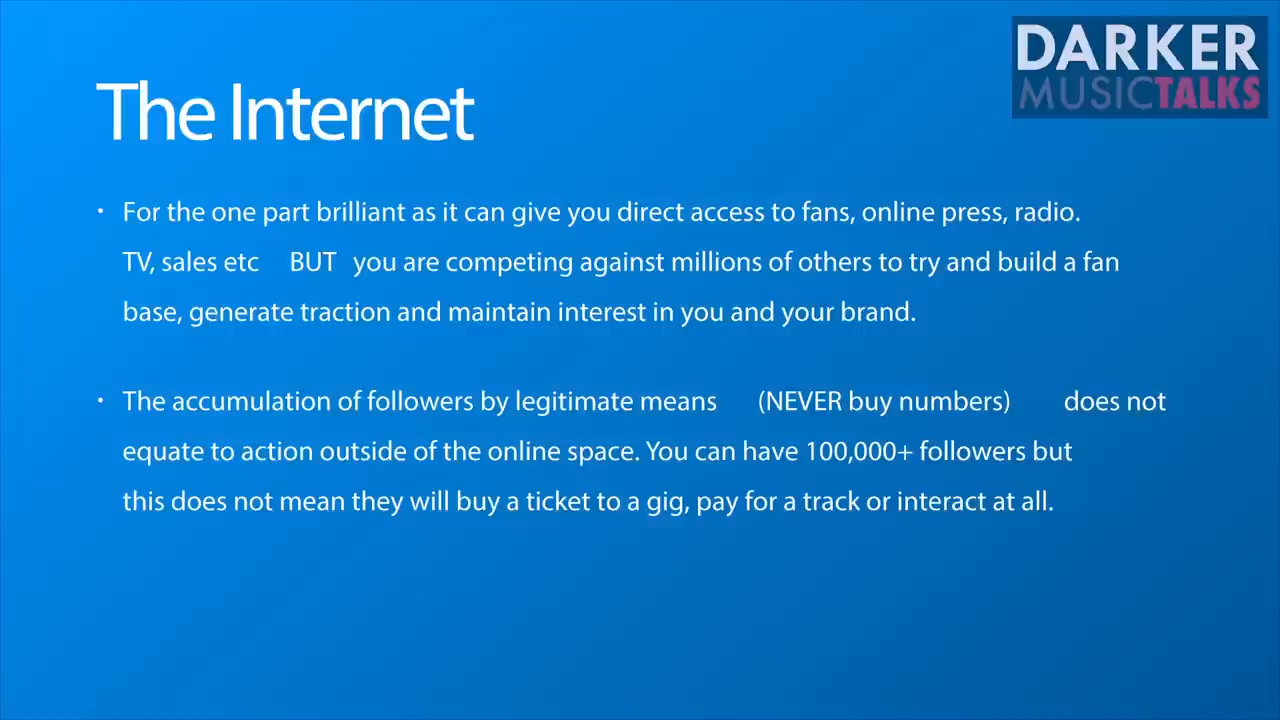 DARKER
MUSICTALKS
The Internet
• For the one part brilliant as it can give you direct access to fans, online press, radio.
TV, sales etc BUT you are competing against millions of others to try and build a fan
base, generate traction and maintain interest in you and your brand.
• The accumulation of followers by legitimate means (NEVER buy numbers) does not
equate to action outside of the online space. You can have 100,000+ followers but
this does not mean they will buy a ticket to a gig, pay for a track or interact at all.